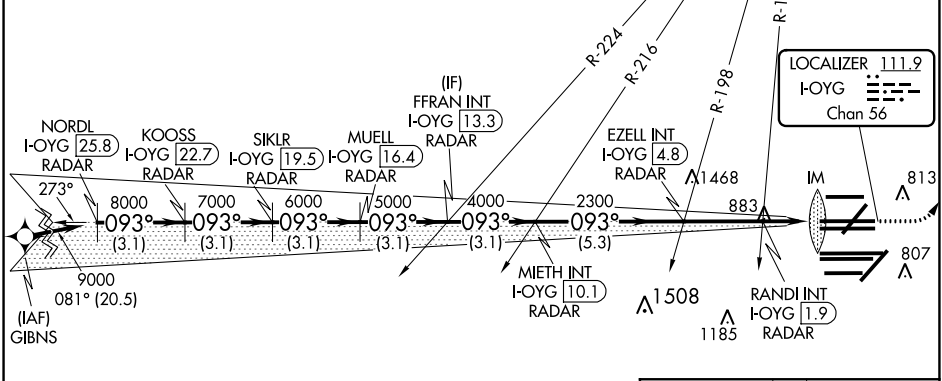 R-224
R-216
R-198
R-1
LOCALIZER 111.9
I-OYG
Chan 56
(IF)
FFRAN INT
I-OYG 13.3
RADAR
NORDL
I-OYG 25.8
RADAR
KOOSS
I-OYG 22.7
RADAR
SIKLR
I-OYG 19.5
RADAR
MUELL
I-OYG 16.4
RADAR
EZELL INT
I-OYG 4.8
RADAR
1468
IM
813
273°
8000
093°
(3.1)
7000
093°
(3.1)
6000
093°
(3.1)
5000
093°
(3.1)
4000
093°
(3.1)
2300
093°
(5.3)
883
807
9000
081° (20.5)
(IAF)
GIBNS
MIETH INT
I-OYG 10.1
RADAR
1508
1185
RANDI INT
I-OYG 1.9
RADAR